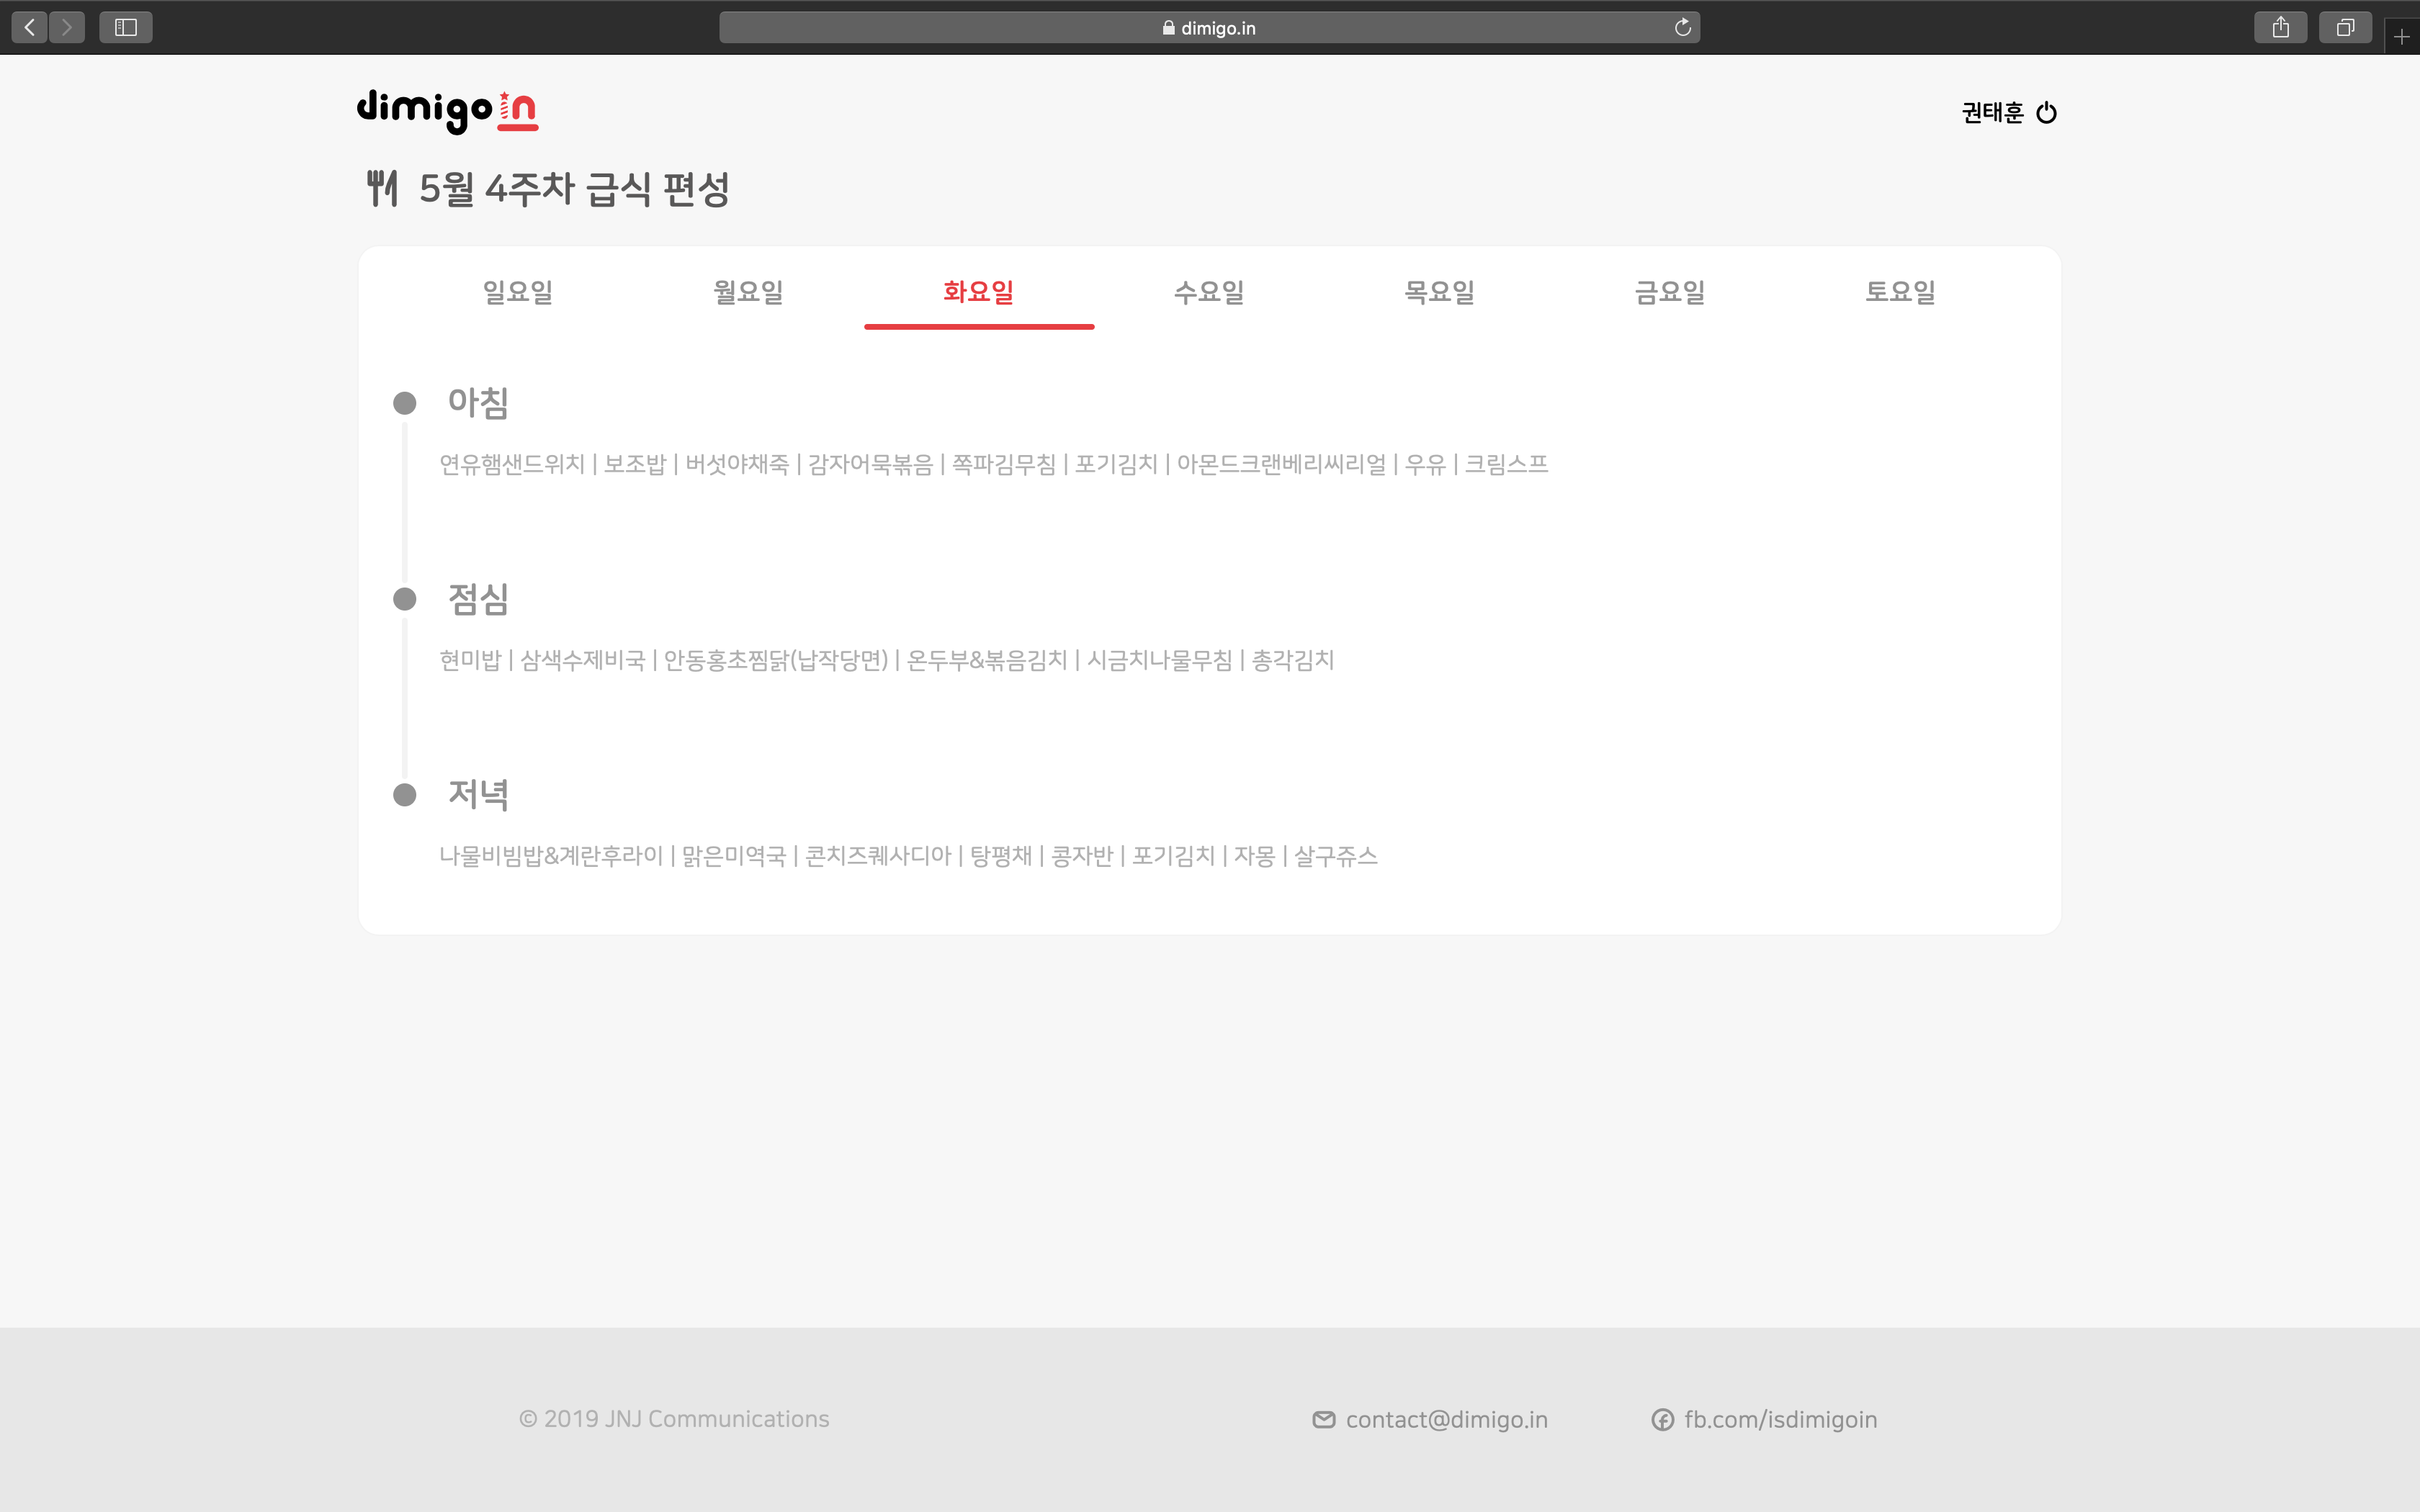 dimigo.in
dimigoin
권태훈
5월 4주차 급식 편성
일요일 월요일 화요일 수요일 목요일 금요일 토요일
아침
연유햄샌드위치 | 보조밥 | 버섯야채죽 | 감자어묵볶음 | 쪽파김무침 | 포기김치 | 아몬드크랜베리씨리얼 | 우유 | 크림스프
점심
현미밥 | 삼색수제비국 | 안동홍초찜닭(납작당면) | 온두부&볶음김치 | 시금치나물무침 | 총각김치
저녁
나물비빔밥&계란후라이 | 맑은미역국 | 콘치즈퀘사디아 | 탕평채 | 콩자반 | 포기김치 | 자몽 | 살구쥬스
© 2019 JNJ Communications
contact@dimigo.in
fb.com/isdimigoin